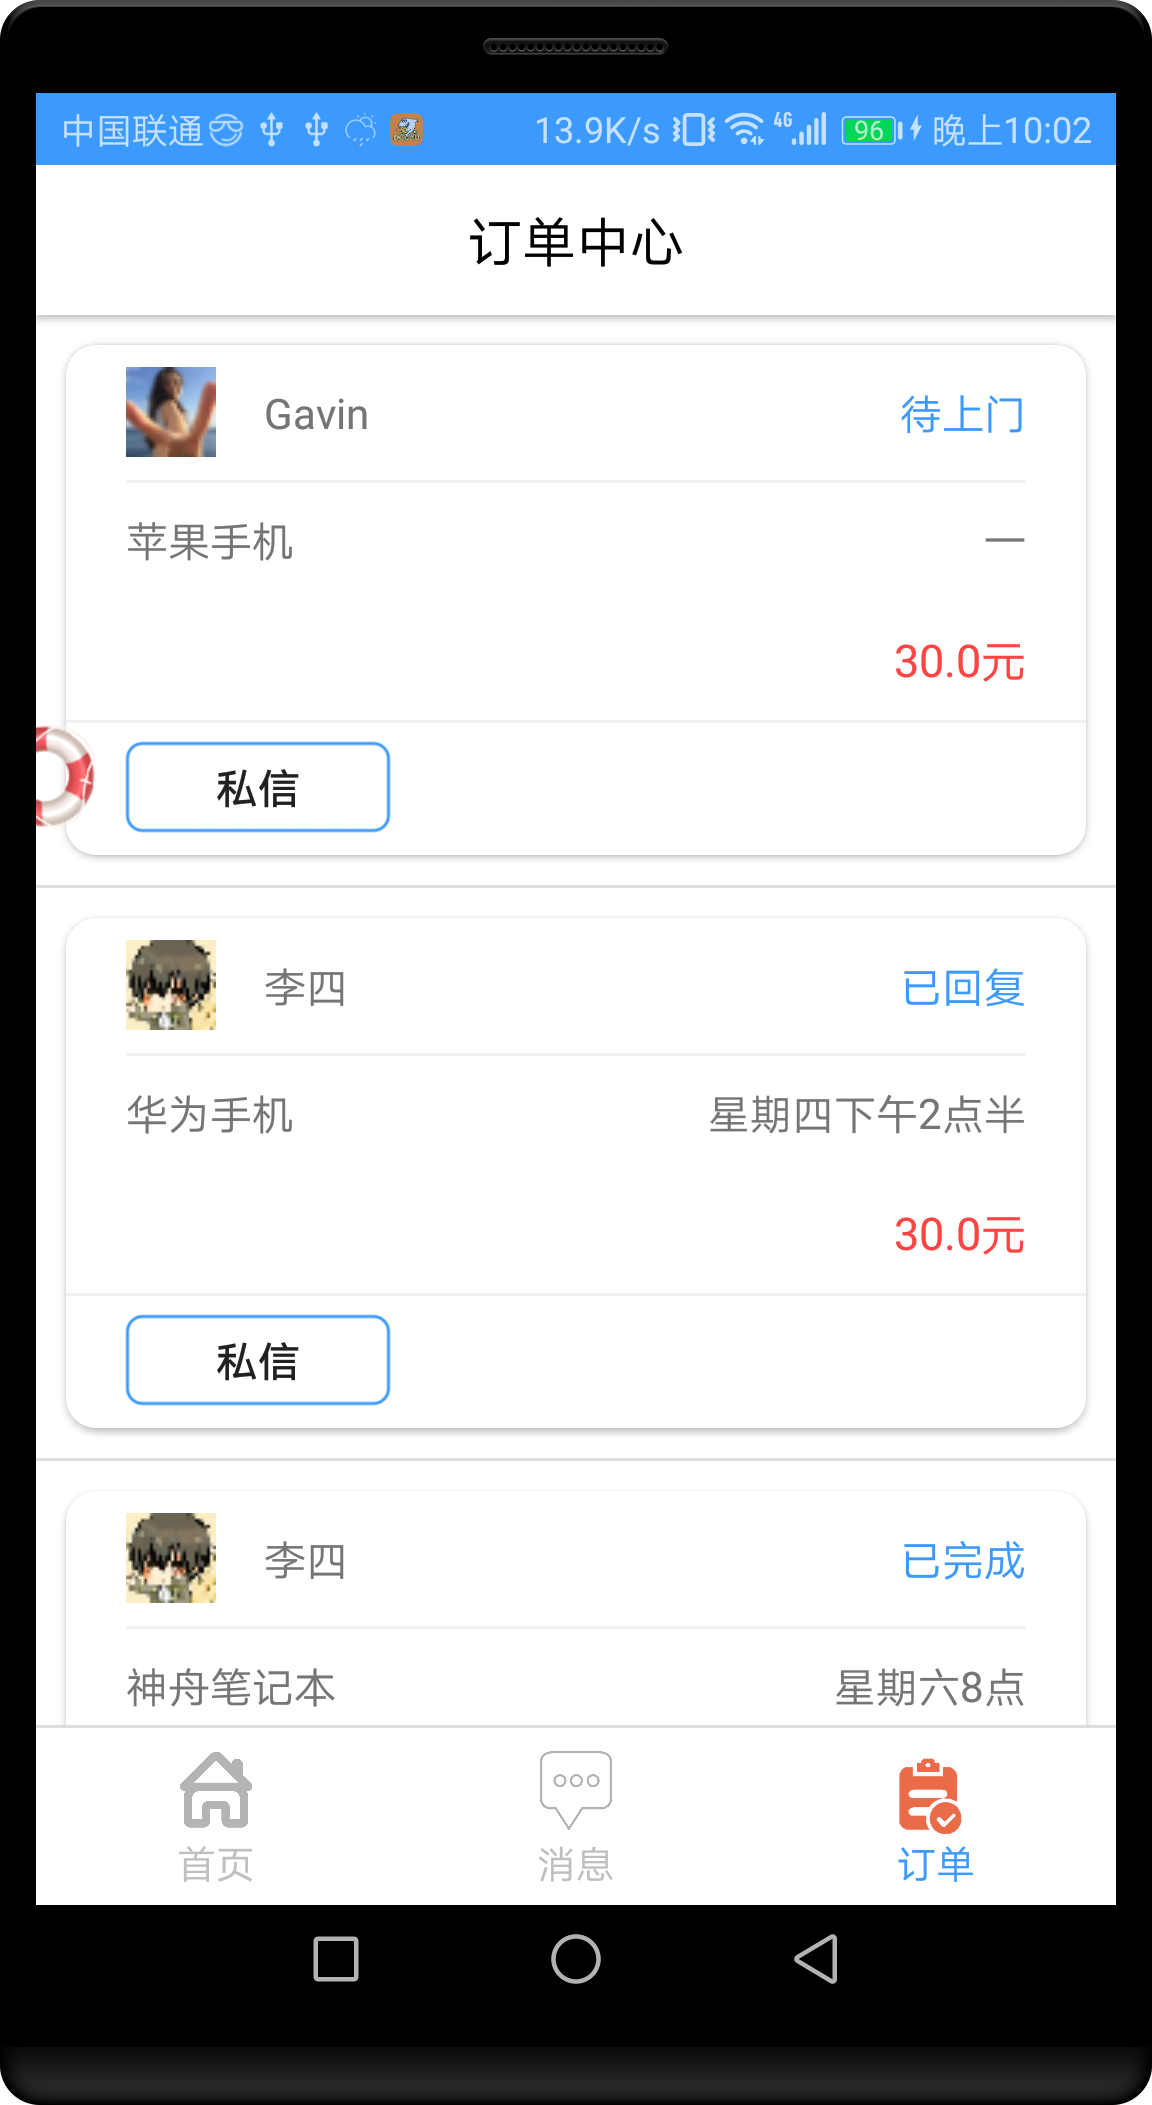 中国联通 13.9K/s 4G 96 晚上10:02
订单中心
Gavin 待上门
苹果手机 —
30.0元
私信
李四 已回复
华为手机 星期四下午2点半
30.0元
私信
李四 已完成
神舟笔记本 星期六8点
首页 消息 订单